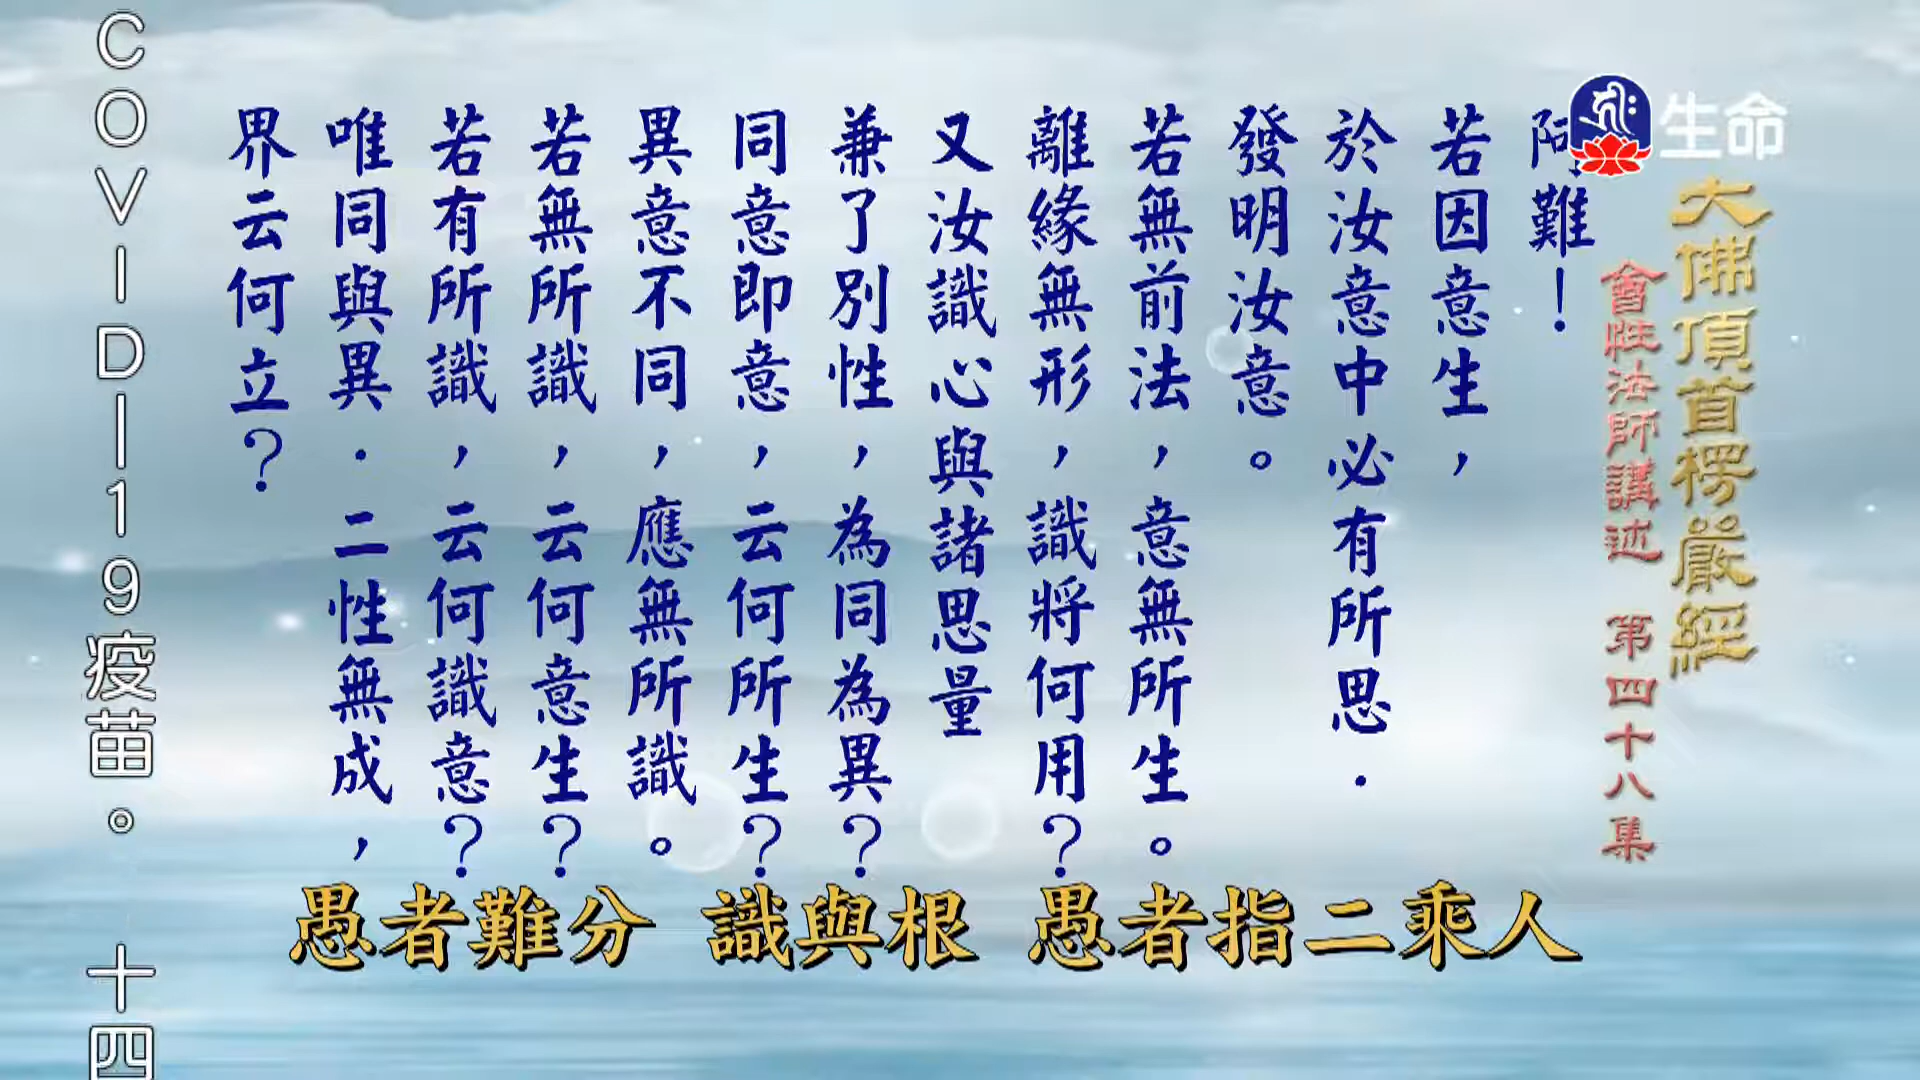 生命
大佛頂首楞嚴經
會性法師講述 第四十八集
阿難！
若因意生，
於汝意中必有所思．
發明汝意。
若無前法，意無所生。
離緣無形，識將何用？
又汝識心與諸思量
兼了別性，為同為異？
同意即意，云何所生？
異意不同，應無所識。
若無所識，云何意生？
若有所識，云何識意？
唯同與異．二性無成，
界云何立？
COVID-19疫苗。 十四
愚者難分 識與根 愚者指二乘人